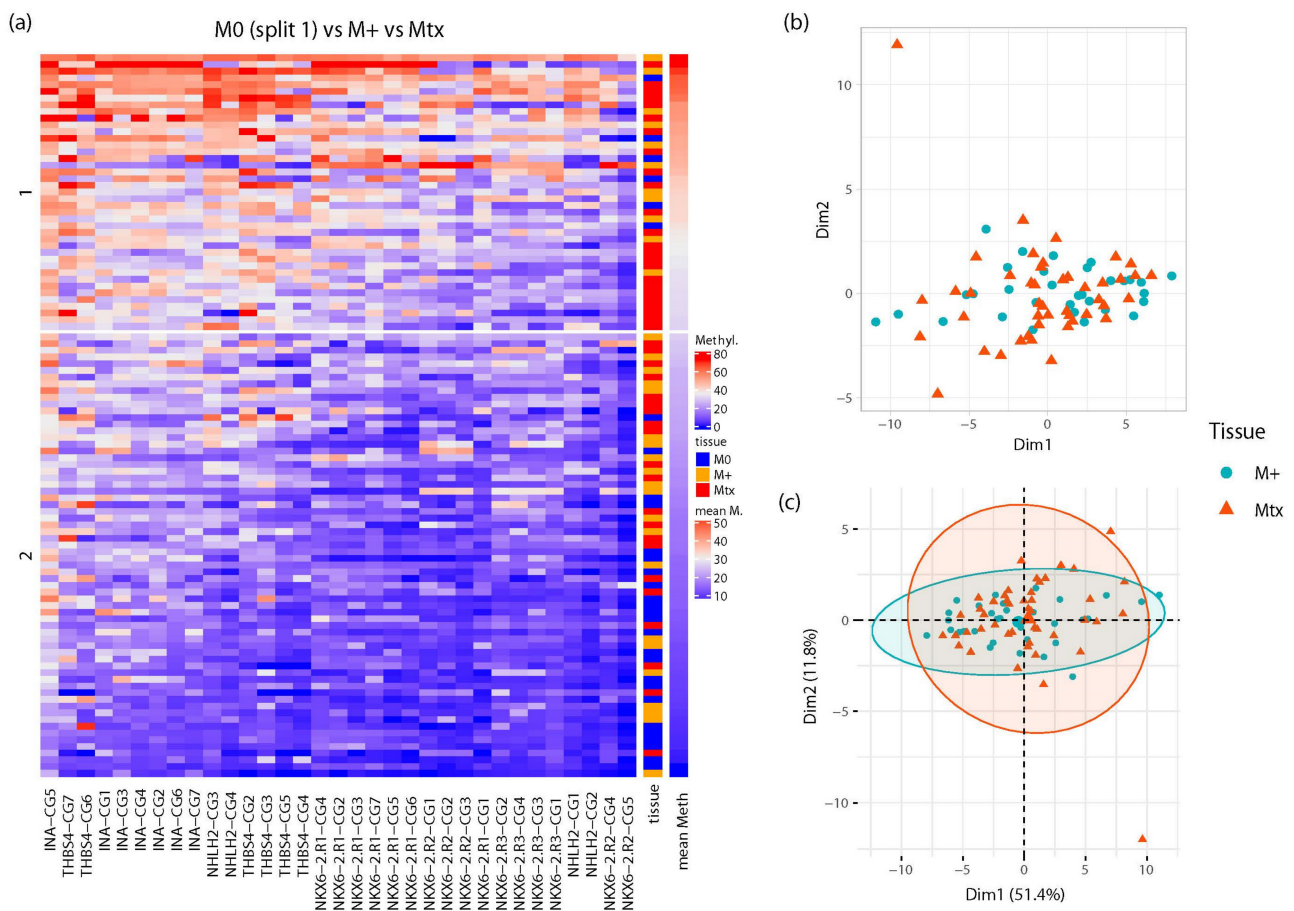 (a)
M0 (split 1) vs M+ vs Mtx
1
2
Methyl.
80
60
40
20
0
tissue
M0
M+
Mtx
mean M.
50
40
30
20
10
INA−CG5
THBS4−CG7
THBS4−CG6
INA−CG1
INA−CG3
INA−CG4
INA−CG2
INA−CG6
INA−CG7
NHLH2−CG3
NHLH2−CG4
THBS4−CG2
THBS4−CG3
THBS4−CG5
THBS4−CG4
NKX6−2.R1−CG4
NKX6−2.R1−CG2
NKX6−2.R1−CG3
NKX6−2.R1−CG7
NKX6−2.R1−CG5
NKX6−2.R1−CG6
NKX6−2.R2−CG1
NKX6−2.R2−CG2
NKX6−2.R2−CG3
NKX6−2.R1−CG1
NKX6−2.R3−CG2
NKX6−2.R3−CG4
NKX6−2.R3−CG3
NKX6−2.R3−CG1
NHLH2−CG1
NHLH2−CG2
NKX6−2.R2−CG4
NKX6−2.R2−CG5
tissue
mean Meth
(b)
10
5
0
−5
Dim2
−10
−5
0
5
Dim1
Tissue
M+
Mtx
(c)
5
0
−5
−10
Dim2 (11.8%)
−10
−5
0
5
10
Dim1 (51.4%)